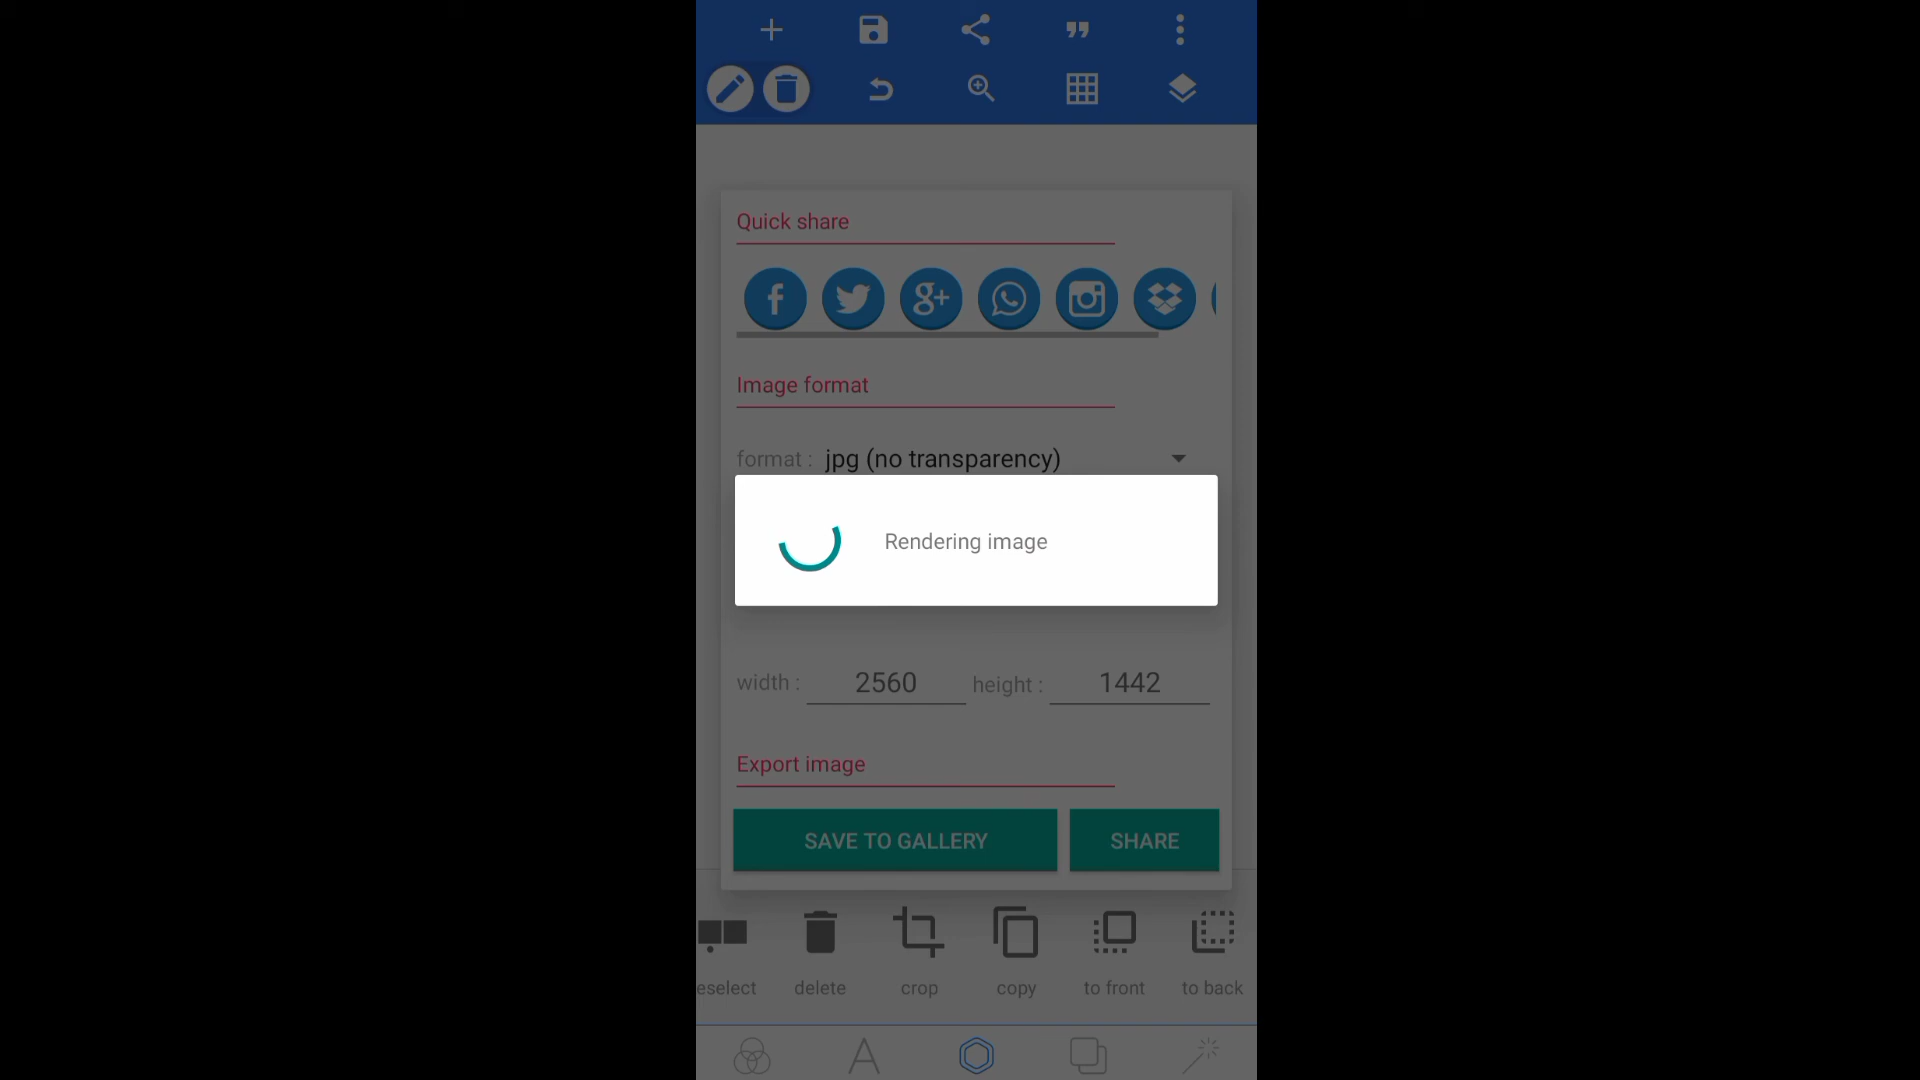 Quick share
Image format
format : jpg (no transparency)
Rendering image
width : 2560 height : 1442
Export image
SAVE TO GALLERY SHARE
eselect delete crop copy to front to back